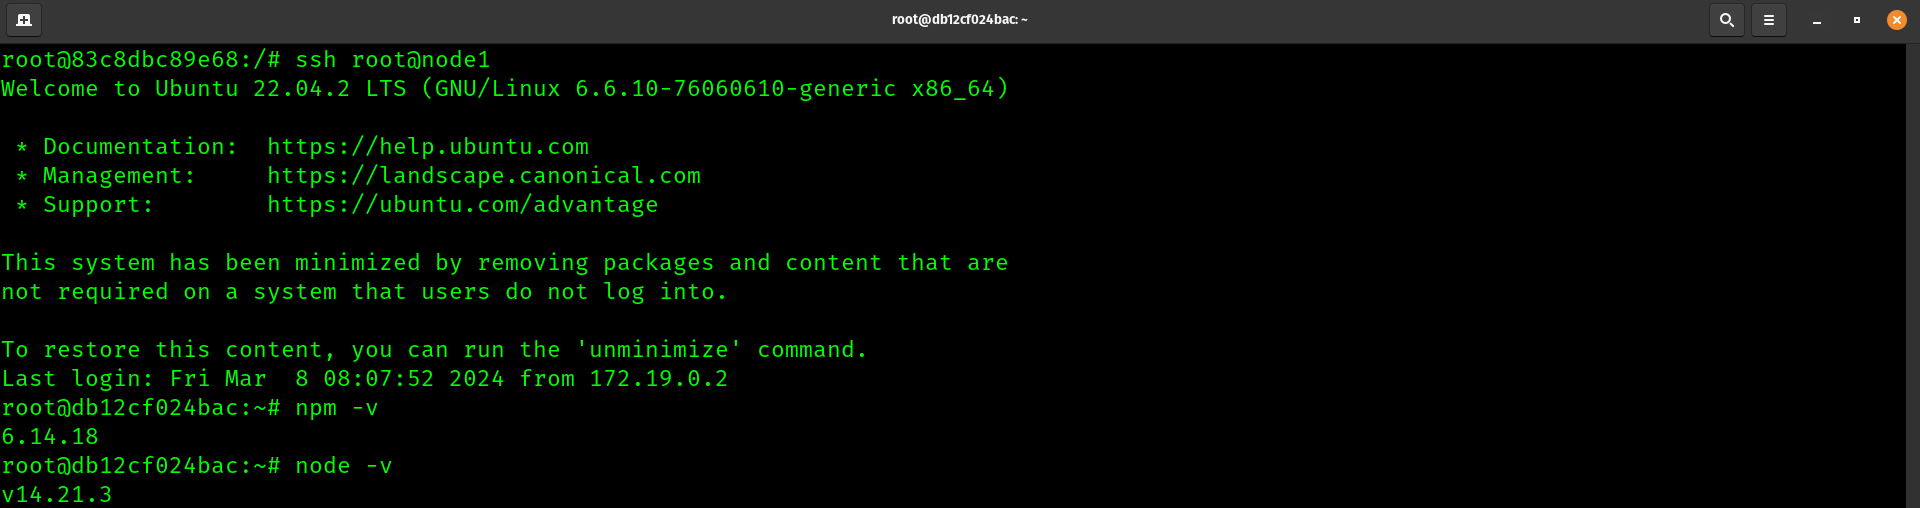 root@db12cf024bac: ~
root@83c8dbc89e68:/# ssh root@node1
Welcome to Ubuntu 22.04.2 LTS (GNU/Linux 6.6.10-76060610-generic x86_64)
* Documentation:  https://help.ubuntu.com
* Management:     https://landscape.canonical.com
* Support:        https://ubuntu.com/advantage
This system has been minimized by removing packages and content that are
not required on a system that users do not log into.
To restore this content, you can run the 'unminimize' command.
Last login: Fri Mar  8 08:07:52 2024 from 172.19.0.2
root@db12cf024bac:~# npm -v
6.14.18
root@db12cf024bac:~# node -v
v14.21.3